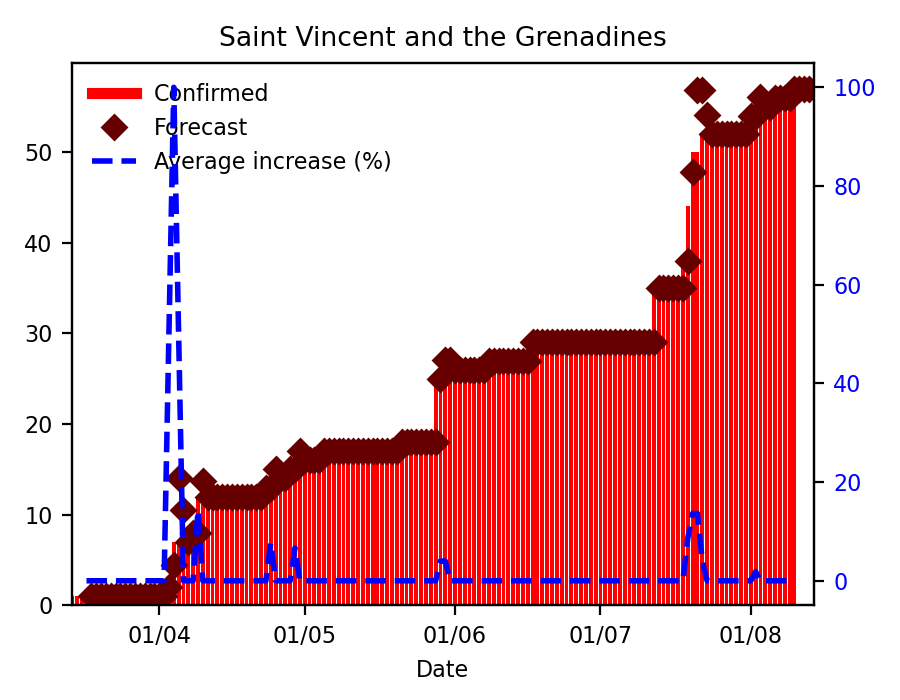 Saint Vincent and the Grenadines
Confirmed
Forecast
Average increase (%)
100
80
60
40
20
0
50
40
30
20
10
0
01/04 01/05 01/06 01/07 01/08
Date